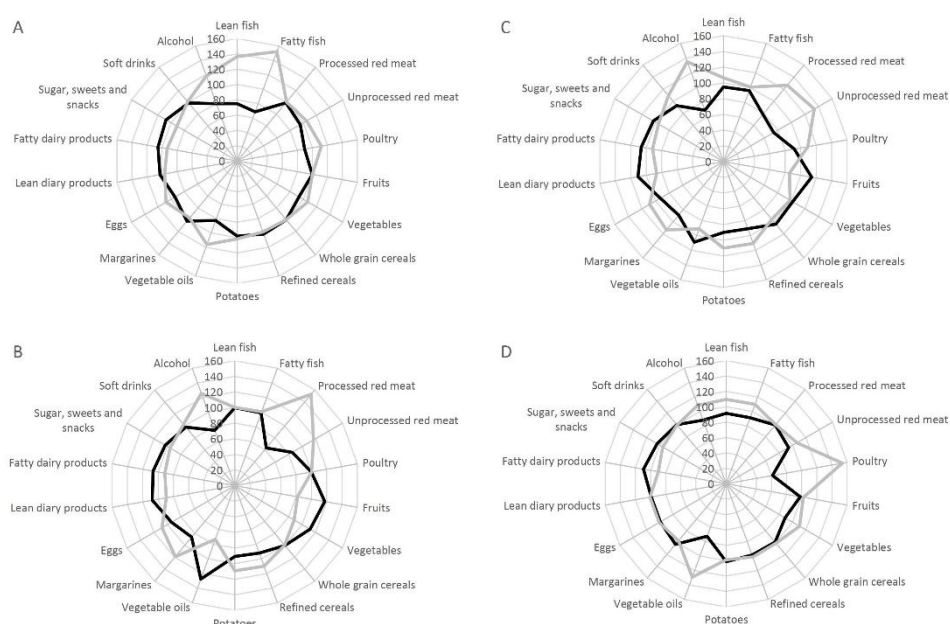 A
Lean fish
Fatty fish
Processed red meat
Unprocessed red meat
Poultry
Fruits
Vegetables
Whole grain cereals
Refined cereals
Potatoes
Vegetable oils
Margarines
Eggs
Lean diary products
Fatty dairy products
Sugar, sweets and
snacks
Soft drinks
Alcohol
160
140
120
100
80
60
40
20
0
C
Lean fish
Fatty fish
Processed red meat
Unprocessed red meat
Poultry
Fruits
Vegetables
Whole grain cereals
Refined cereals
Potatoes
Vegetable oils
Margarines
Eggs
Lean diary products
Fatty dairy products
Sugar, sweets and
snacks
Soft drinks
Alcohol
160
140
120
100
80
60
40
20
0
B
Lean fish
Fatty fish
Processed red meat
Unprocessed red meat
Poultry
Fruits
Vegetables
Whole grain cereals
Refined cereals
Potatoes
Vegetable oils
Margarines
Eggs
Lean diary products
Fatty dairy products
Sugar, sweets and
snacks
Soft drinks
Alcohol
160
140
120
100
80
60
40
20
0
D
Lean fish
Fatty fish
Processed red meat
Unprocessed red meat
Poultry
Fruits
Vegetables
Whole grain cereals
Refined cereals
Potatoes
Vegetable oils
Margarines
Eggs
Lean diary products
Fatty dairy products
Sugar, sweets and
snacks
Soft drinks
Alcohol
160
140
120
100
80
60
40
20
0